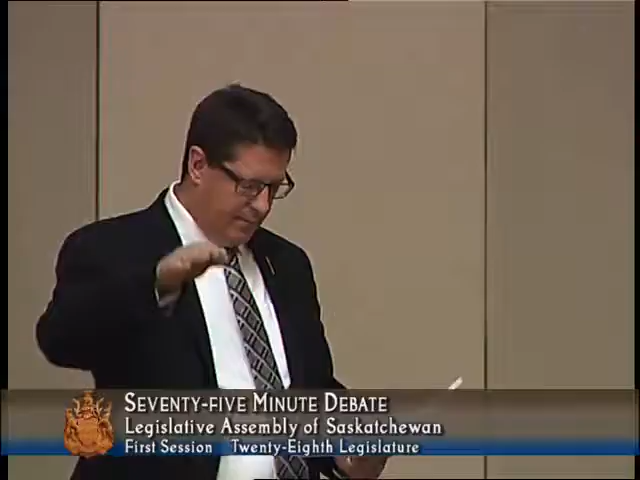 Seventy-five Minute Debate
Legislative Assembly of Saskatchewan
First Session Twenty-Eighth Legislature